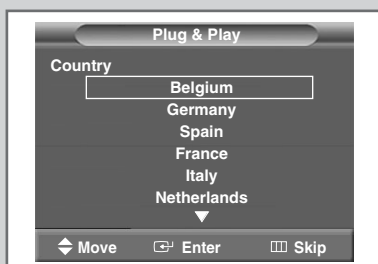 Plug & Play
Country
Belgium
Germany
Spain
France
Italy
Netherlands
Move Enter Skip